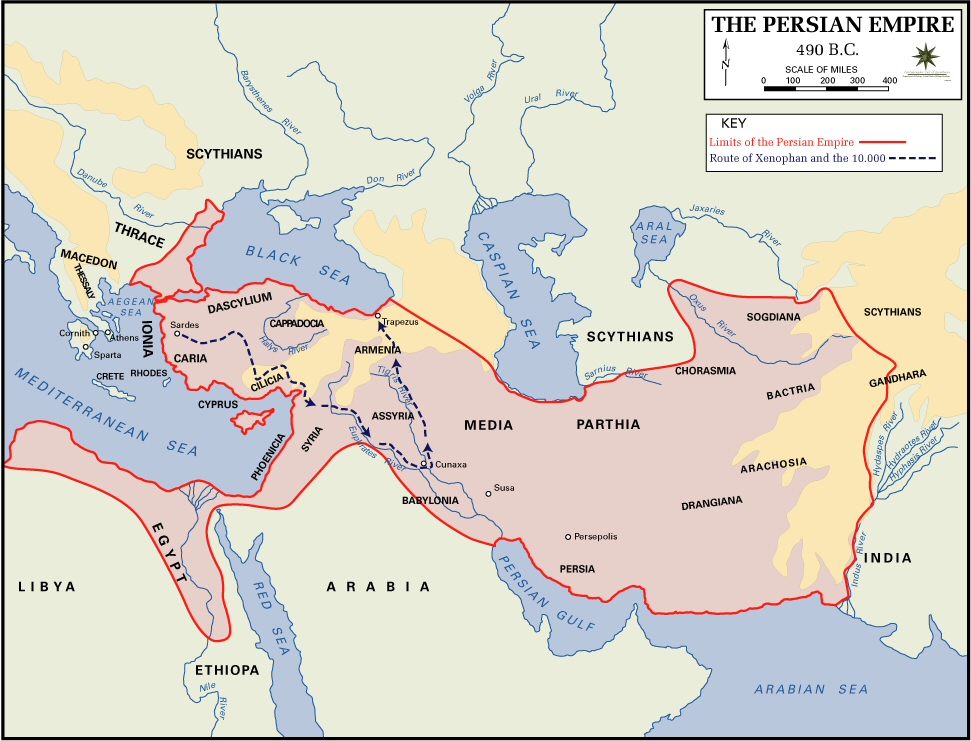 THE PERSIAN EMPIRE
490 B.C.
N
SCALE OF MILES
0 100 200 300 400
KEY
Limits of the Persian Empire
Route of Xenophan and the 10.000
Borysthenes
River
Volga River
Ural River
SCYTHIANS
Don River
Danube
River
THRACE
MACEDON
THESSALY
BLACK SEA
CASPIAN SEA
ARAL
SEA
Jaxaries
River
AEGEAN
SEA
IONIA
DASCYLIUM
CAPPADOCIA
Halys River
Trapezus
SCYTHIANS
Oxus River
SOGDIANA
SCYTHIANS
Cornith
Athens
Sparta
Sardes
CARIA
ARMENIA
Sarnius River
CHORASMIA
GANDHARA
CRETE
RHODES
CILICIA
Tigris River
BACTRIA
CYPRUS
MEDITERRANEAN SEA
PHOENICIA
SYRIA
ASSYRIA
Euphrates River
MEDIA
PARTHIA
Hydaspes River
Hydraotes River
Hyphasis River
Cunaxa
ARACHOSIA
BABYLONIA
Susa
DRANGIANA
EGYPT
Persepolis
PERSIA
Indus River
INDIA
LIBYA
ARABIA
RED SEA
PERSIAN GULF
ETHIOPA
Nile
River
ARABIAN SEA